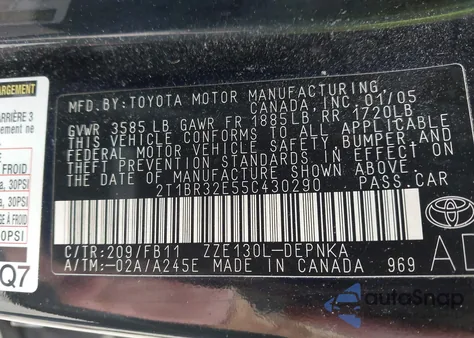 ARGEMENT
ARRIÈRE 3
MFD. BY: TOYOTA MOTOR MANUFACTURING,
CANADA, INC. 01/05
GVWR 3585 LB GAWR FR 1885LB, RR 1720LB
THIS VEHICLE CONFORMS TO ALL APPLICABLE
FEDERAL MOTOR VEHICLE SAFETY, BUMPER, AND
THEFT PREVENTION STANDARDS IN EFFECT ON
THE DATE OF MANUFACTURE SHOWN ABOVE.
2T1BR32E55C430290 PASS.CAR
C/TR:209/FB11 ZZE130L-DEPNKA
A/TM:-02A/A245E MADE IN CANADA 969
TOYOTA
AD
a, 30PSI
a, 30PSI
30PSI
Q7
autoSnap